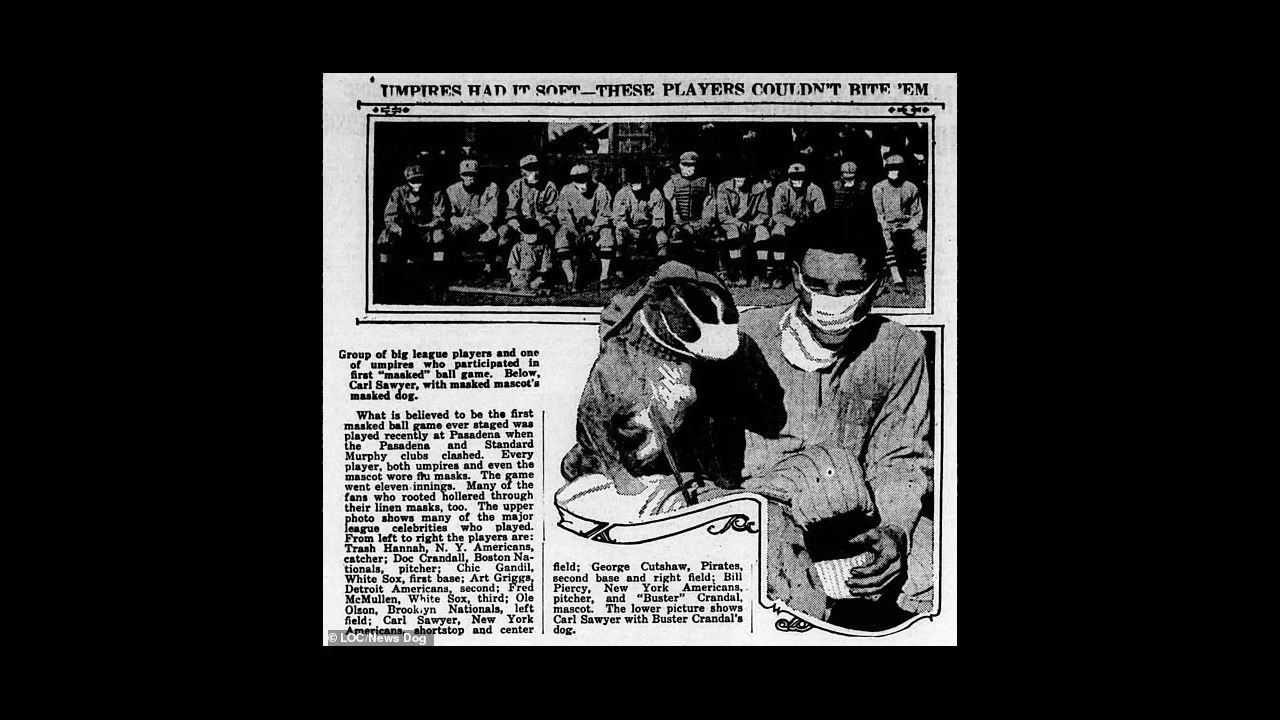 UMPIRES HAD IT SOFT—THESE PLAYERS COULDN'T BITE 'EM
Group of big league players and one
of umpires who participated in
first "masked" ball game. Below,
Carl Sawyer, with masked mascot's
masked dog.
What is believed to be the first
masked ball game ever staged was
played recently at Pasadena when
the Pasadena and Standard
Murphy clubs clashed. Every
player, both umpires and even the
mascot wore flu masks. The game
went eleven innings. Many of the
fans who rooted hollered through
their linen masks, too. The upper
photo shows many of the major
league celebrities who played.
From left to right the players are:
Trash Hannah, N. Y. Americans,
catcher; Doc Crandall, Boston Na-
tionals, pitcher; Chic Gandil,
White Sox, first base; Art Griggs,
Detroit Americans, second; Fred
McMullen, White Sox, third; Ole
Olson, Brooklyn Nationals, left
field; Carl Sawyer, New York
Americans, shortstop and center
field; George Cutshaw, Pirates,
second base and right field; Bill
Piercy, New York Americans,
pitcher, and "Buster" Crandal,
mascot. The lower picture shows
Carl Sawyer with Buster Crandal's
dog.
© LOC/News Dog